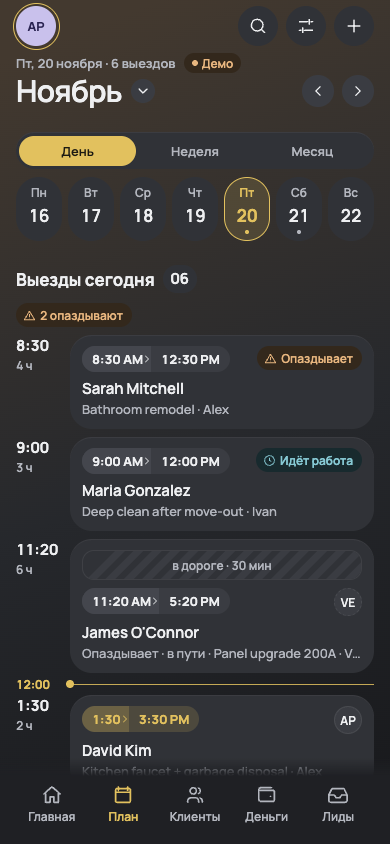 AP
Пт, 20 ноября · 6 выездов
Демо
Ноябрь
День Неделя Месяц
Пн Вт Ср Чт Пт Сб Вс
16 17 18 19 20 21 22
Выезды сегодня 06
2 опаздывают
8:30
4 ч
8:30 AM 12:30 PM
Опаздывает
Sarah Mitchell
Bathroom remodel · Alex
9:00
3 ч
9:00 AM 12:00 PM
Идёт работа
Maria Gonzalez
Deep clean after move-out · Ivan
11:20
6 ч
в дороге · 30 мин
11:20 AM 5:20 PM
VE
James O'Connor
Опаздывает · в пути · Panel upgrade 200A · V...
12:00
1:30
2 ч
1:30 3:30 PM
AP
David Kim
Kitchen faucet + garbage disposal · Alex
Главная План Клиенты Деньги Лиды